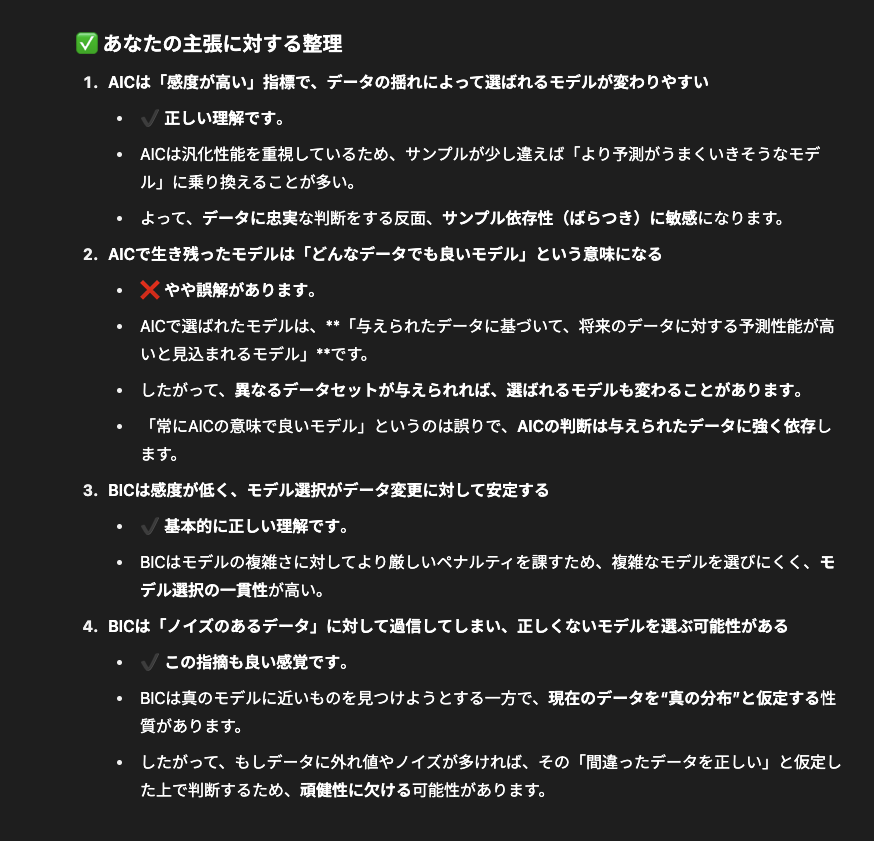 ✅ あなたの主張に対する整理
1. AICは「感度が高い」指標で、データの揺れによって選ばれるモデルが変わりやすい
• ✔ 正しい理解です。
• AICは汎化性能を重視しているため、サンプルが少し違えば「より予測がうまくいきそうなモデ
ル」に乗り換えることが多い。
• よって、データに忠実な判断をする反面、サンプル依存性（ばらつき）に敏感になります。
2. AICで生き残ったモデルは「どんなデータでも良いモデル」という意味になる
• ❌ やや誤解があります。
• AICで選ばれたモデルは、**「与えられたデータに基づいて、将来のデータに対する予測性能が高
いと見込まれるモデル」**です。
• したがって、異なるデータセットが与えられれば、選ばれるモデルも変わることがあります。
• 「常にAICの意味で良いモデル」というのは誤りで、AICの判断は与えられたデータに強く依存し
ます。
3. BICは感度が低く、モデル選択がデータ変更に対して安定する
• ✔ 基本的に正しい理解です。
• BICはモデルの複雑さに対してより厳しいペナルティを課すため、複雑なモデルを選びにくく、モ
デル選択の一貫性が高い。
4. BICは「ノイズのあるデータ」に対して過信してしまい、正しくないモデルを選ぶ可能性がある
• ✔ この指摘も良い感覚です。
• BICは真のモデルに近いものを見つけようとする一方で、現在のデータを“真の分布”と仮定する性
質があります。
• したがって、もしデータに外れ値やノイズが多ければ、その「間違ったデータを正しい」と仮定し
た上で判断するため、頑健性に欠ける可能性があります。